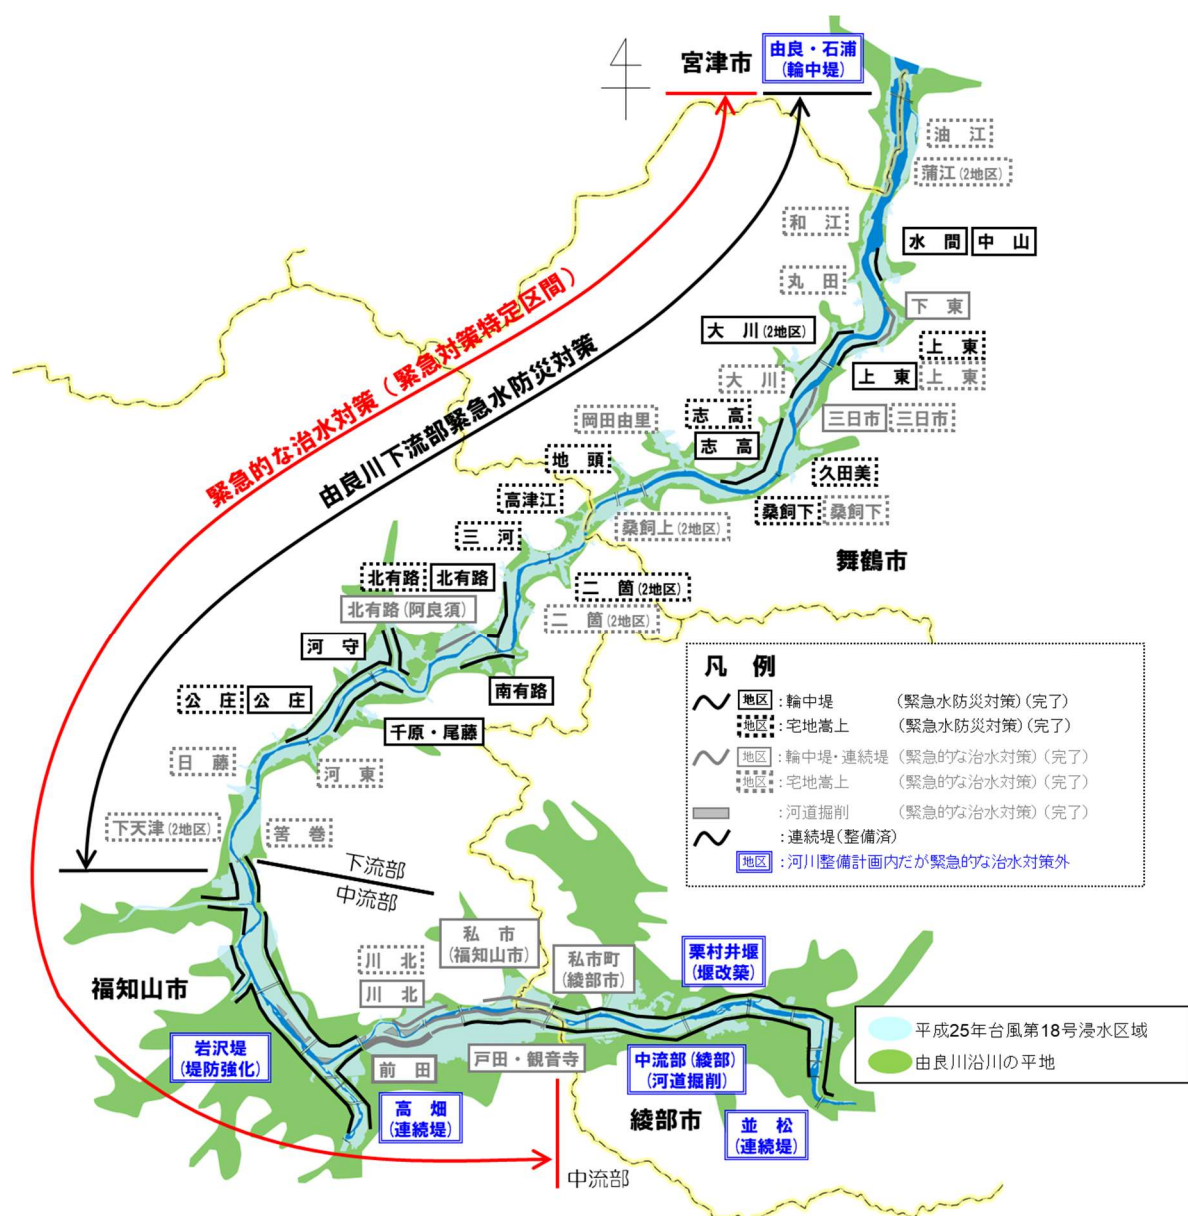 宮津市
由良・石浦
(輪中堤)
油 江
蒲江(2地区)
和 江
水 間
中 山
丸 田
下 東
大 川(2地区)
上 東
上 東
上 東
大 川
三日市
三日市
志 高
志 高
岡田由里
地 頭
久田美
高津江
桑飼下
桑飼下
桑飼上(2地区)
三 河
舞鶴市
北有路
北有路
二 箇(2地区)
二 箇(2地区)
北有路(阿良須)
河 守
南有路
公 庄
公 庄
千原・尾藤
日 藤
河 東
下天津(2地区)
筈 巻
緊急的な治水対策(緊急対策特定区間)
由良川下流部緊急水防災対策
下流部
中流部
凡 例
地区:輪中堤 (緊急水防災対策)(完了)
地区:宅地嵩上 (緊急水防災対策)(完了)
地区:輪中堤・連続堤 (緊急的な治水対策)(完了)
地区:宅地嵩上 (緊急的な治水対策)(完了)
:河道掘削 (緊急的な治水対策)(完了)
:連続堤(整備済)
地区:河川整備計画内だが緊急的な治水対策外
福知山市
私 市
(福知山市)
私市町
(綾部市)
栗村井堰
(堰改築)
川 北
川 北
岩沢堤
(堤防強化)
前 田
戸田・観音寺
中流部(綾部)
(河道掘削)
高 畑
(連続堤)
綾部市
並 松
(連続堤)
中流部
平成25年台風第18号浸水区域
由良川沿川の平地